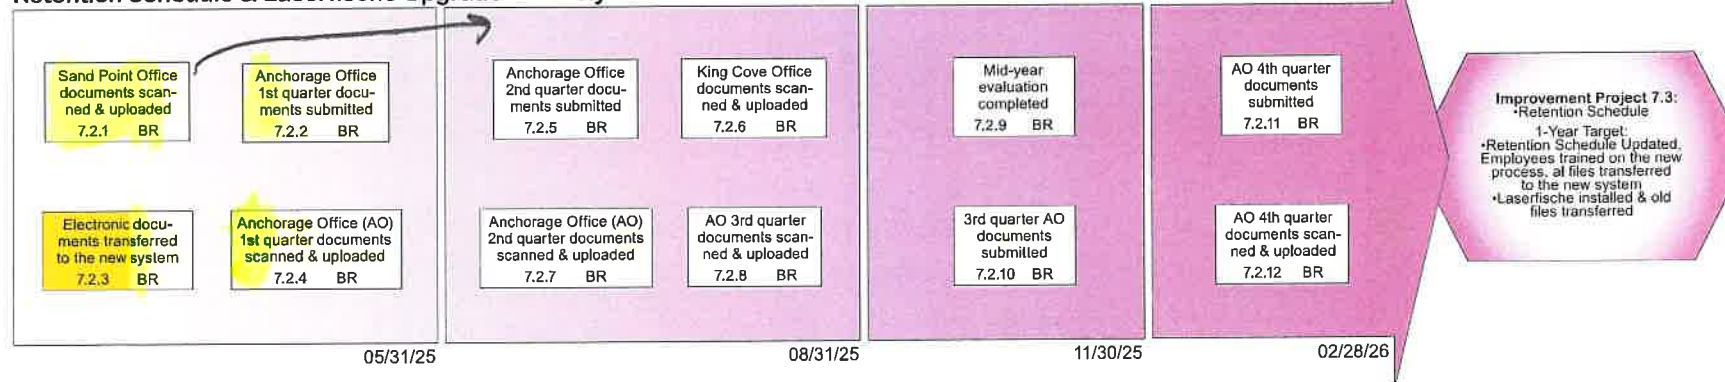 Sand Point Office
documents scan-
ned & uploaded
7.2.1 BR
Anchorage Office
1st quarter docu-
ments submitted
7.2.2 BR
Electronic docu-
ments transferred
to the new system
7.2.3 BR
Anchorage Office (AO)
1st quarter documents
scanned & uploaded
7.2.4 BR
05/31/25
Anchorage Office
2nd quarter docu-
ments submitted
7.2.5 BR
King Cove Office
documents scan-
ned & uploaded
7.2.6 BR
Anchorage Office (AO)
2nd quarter documents
scanned & uploaded
7.2.7 BR
AO 3rd quarter
documents scan-
ned & uploaded
7.2.8 BR
08/31/25
Mid-year
evaluation
completed
7.2.9 BR
3rd quarter AO
documents
submitted
7.2.10 BR
11/30/25
AO 4th quarter
documents
submitted
7.2.11 BR
AO 4th quarter
documents scan-
ned & uploaded
7.2.12 BR
02/28/26
Improvement Project 7.3:
•Retention Schedule
1-Year Target:
•Retention Schedule Updated,
Employees trained on the new
process, al files transferred
to the new system
•Laserfische installed & old
files transferred